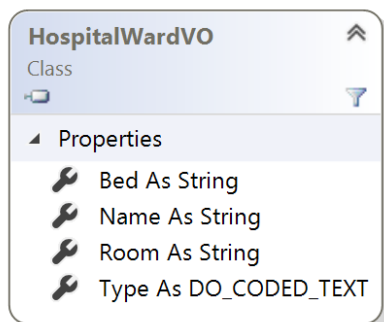 HospitalWardVO
Class
Properties
Bed As String
Name As String
Room As String
Type As DO_CODED_TEXT